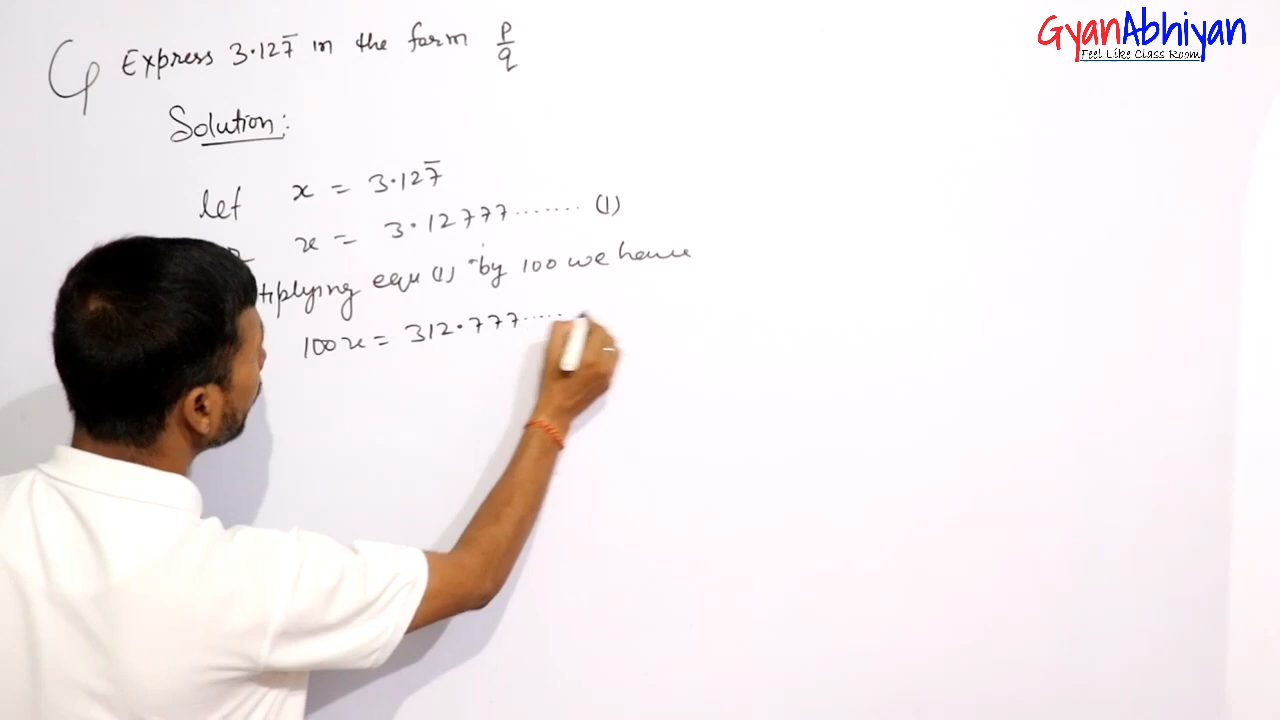 GyanAbhiyan
Feel Like Class Room
Q Express 3.127̅ in the form p/q
Solution:
let x = 3.127̅
x = 3.12777....... (1)
tiplying equ (1) by 100 we have
100x = 312.777.....